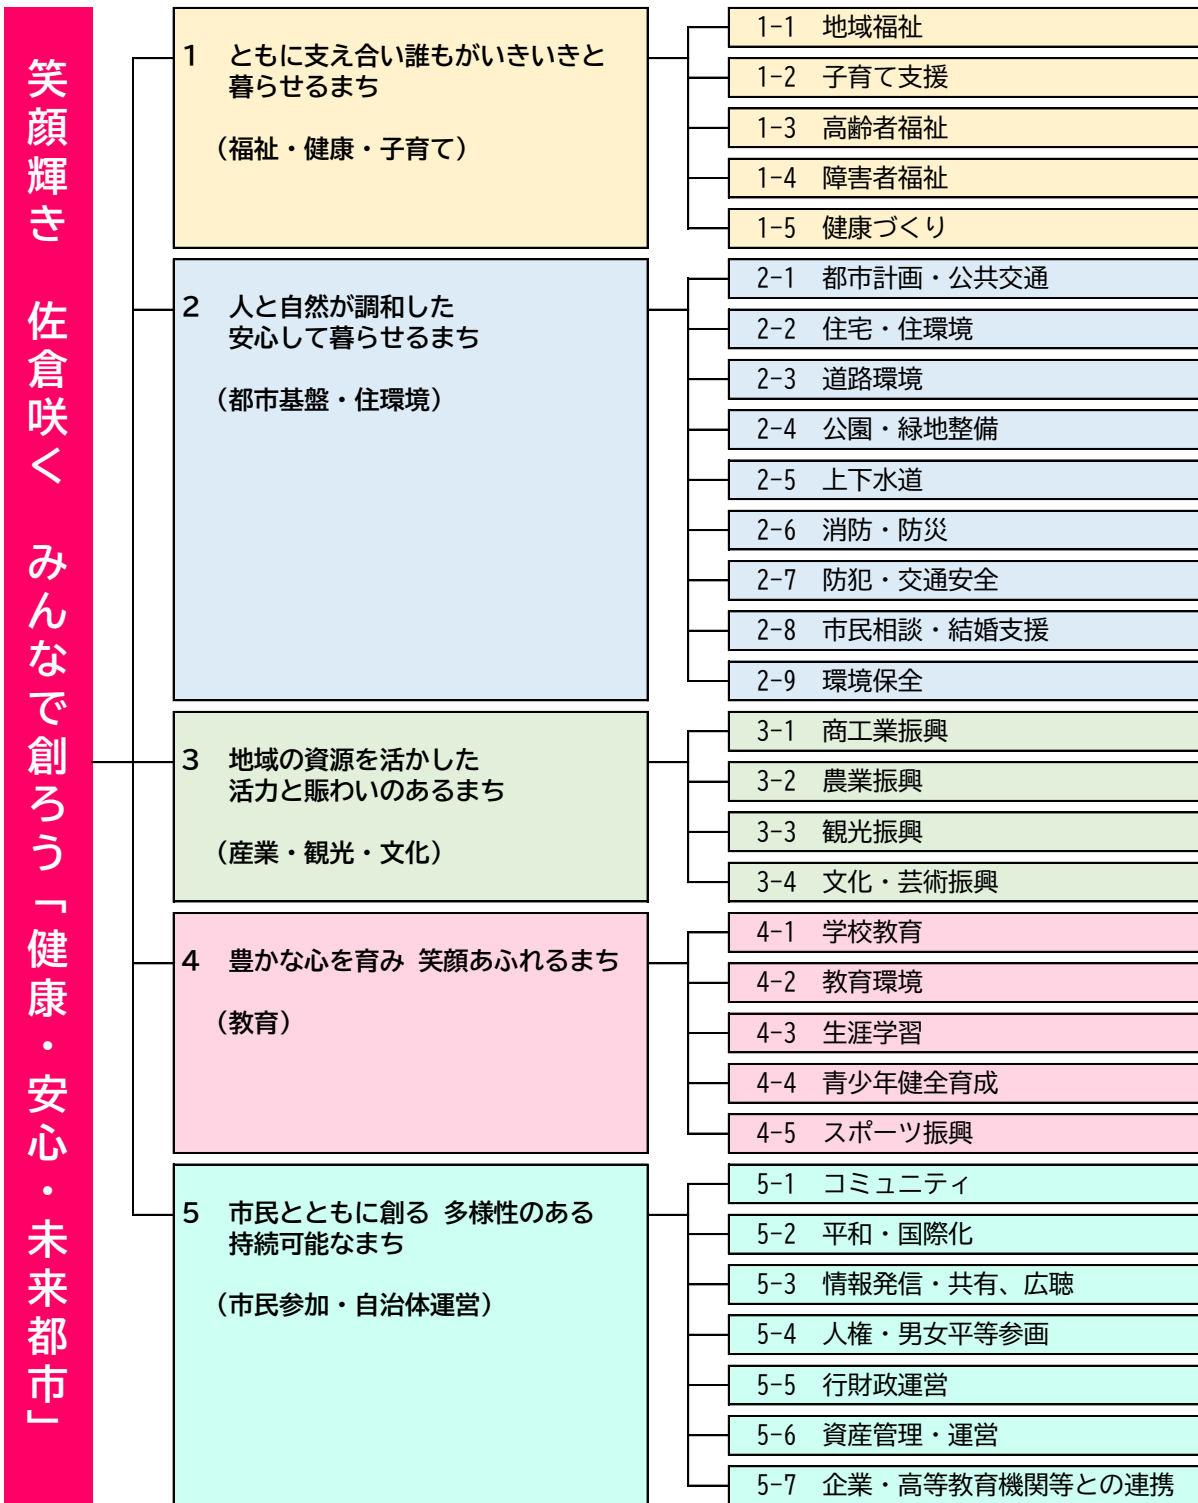 笑顔輝き 佐倉咲く みんなで創ろう「健康・安心・未来都市」
1 ともに支え合い誰もがいきいきと
暮らせるまち
（福祉・健康・子育て）
1-1 地域福祉
1-2 子育て支援
1-3 高齢者福祉
1-4 障害者福祉
1-5 健康づくり
2 人と自然が調和した
安心して暮らせるまち
（都市基盤・住環境）
2-1 都市計画・公共交通
2-2 住宅・住環境
2-3 道路環境
2-4 公園・緑地整備
2-5 上下水道
2-6 消防・防災
2-7 防犯・交通安全
2-8 市民相談・結婚支援
2-9 環境保全
3 地域の資源を活かした
活力と賑わいのあるまち
（産業・観光・文化）
3-1 商工業振興
3-2 農業振興
3-3 観光振興
3-4 文化・芸術振興
4 豊かな心を育み 笑顔あふれるまち
（教育）
4-1 学校教育
4-2 教育環境
4-3 生涯学習
4-4 青少年健全育成
4-5 スポーツ振興
5 市民とともに創る 多様性のある
持続可能なまち
（市民参加・自治体運営）
5-1 コミュニティ
5-2 平和・国際化
5-3 情報発信・共有、広聴
5-4 人権・男女平等参画
5-5 行財政運営
5-6 資産管理・運営
5-7 企業・高等教育機関等との連携